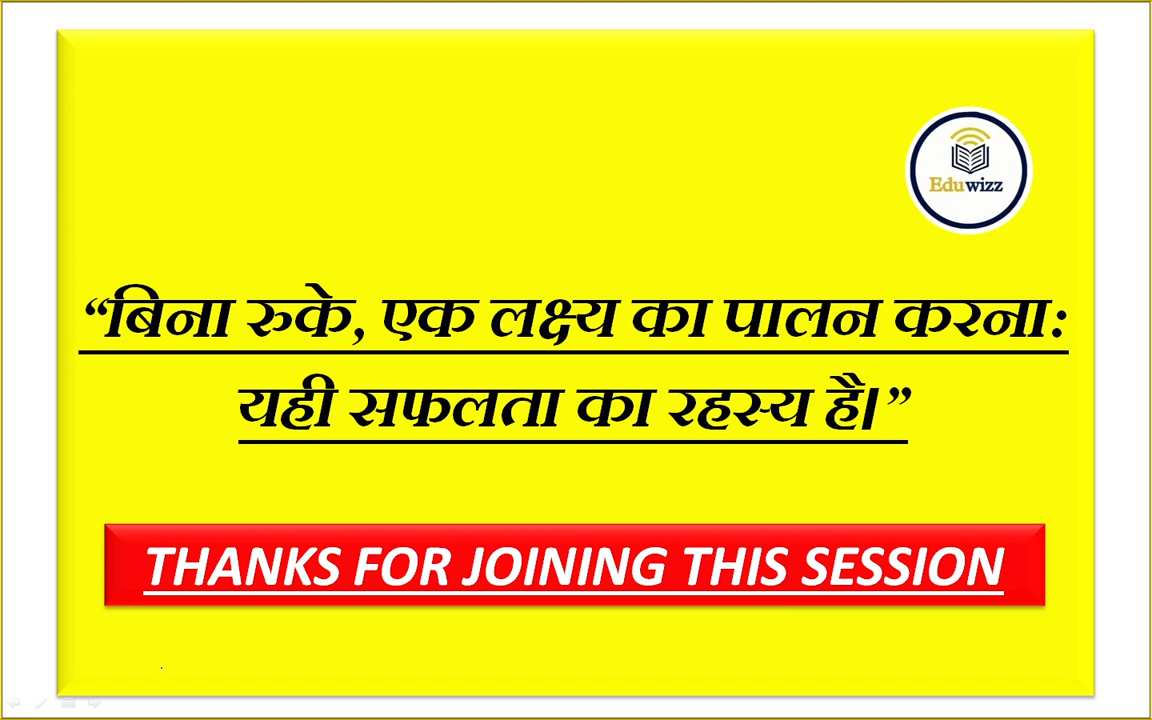 Eduwizz
“बिना रुके, एक लक्ष्य का पालन करना:
यही सफलता का रहस्य है।”
THANKS FOR JOINING THIS SESSION